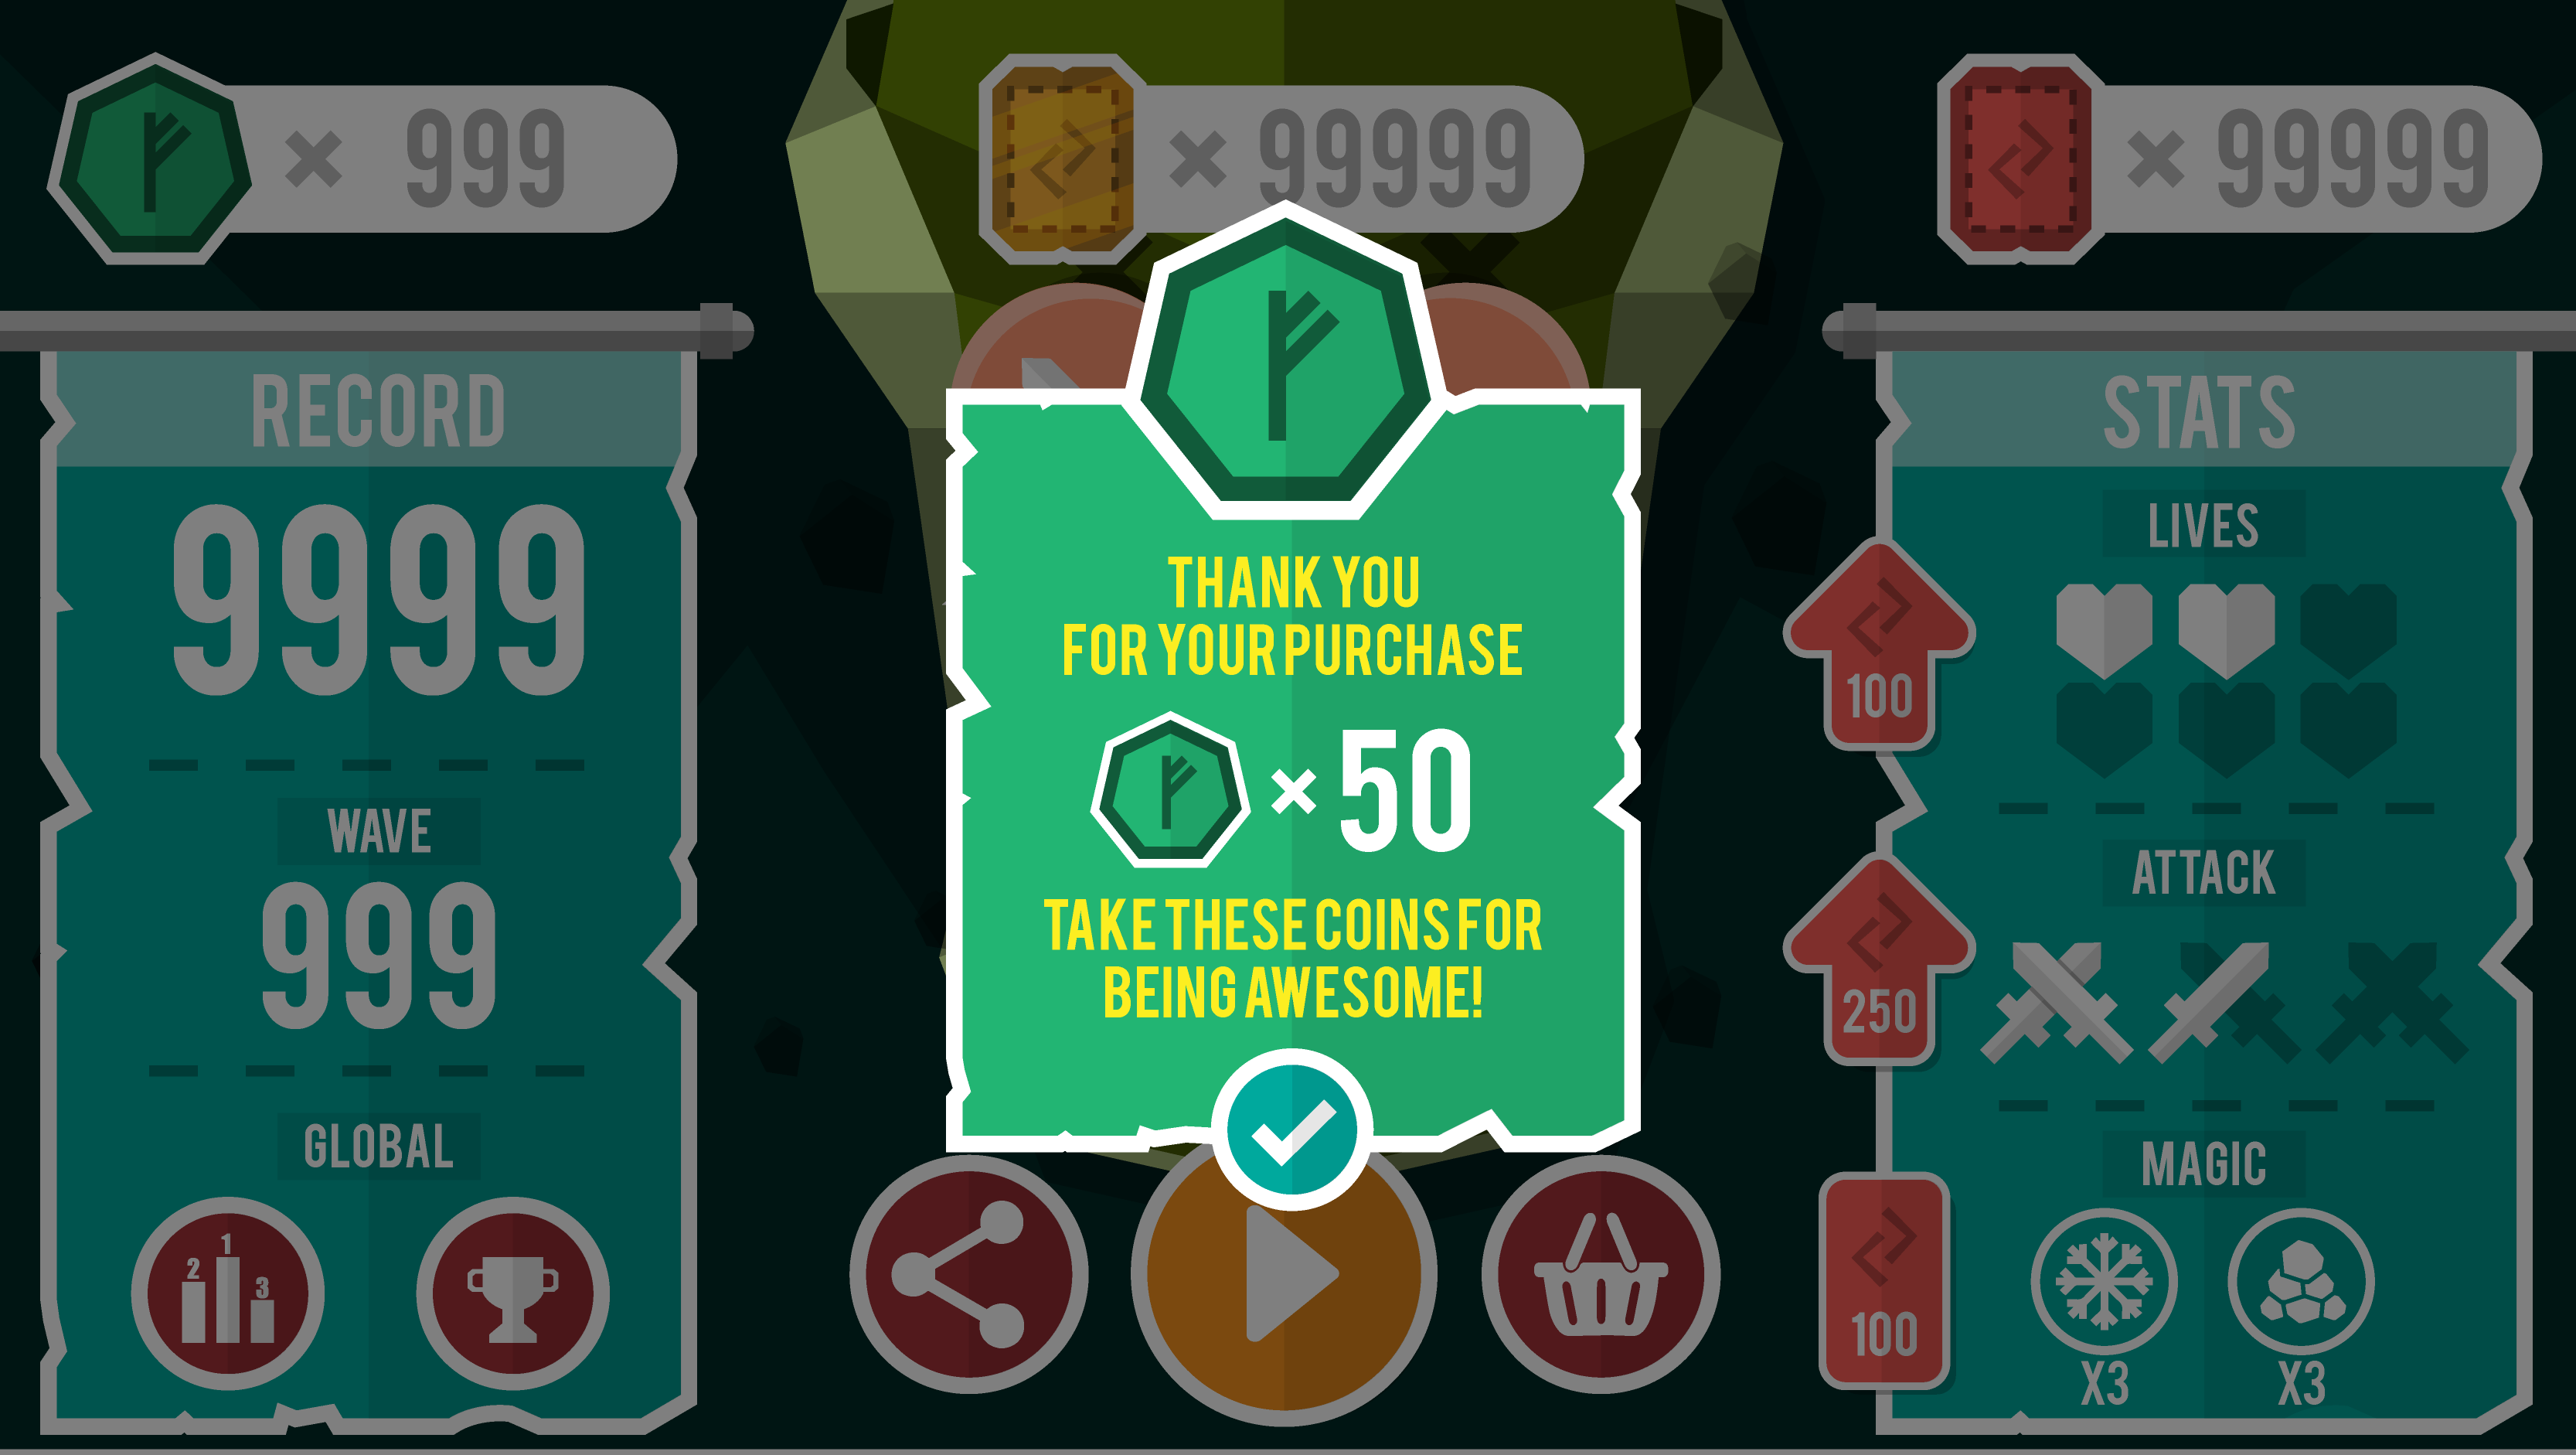 × 999
× 99999
× 99999
RECORD
9999
WAVE
999
GLOBAL
1
2
3
THANK YOU
FOR YOUR PURCHASE
× 50
TAKE THESE COINS FOR
BEING AWESOME!
STATS
LIVES
100
ATTACK
250
MAGIC
100
X3
X3